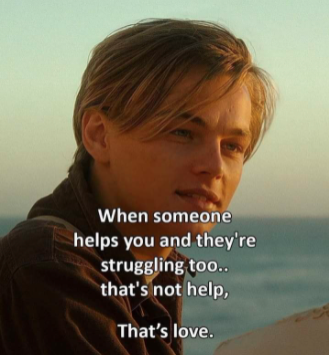 When someone
helps you and they're
struggling too..
that's not help,
That's love.